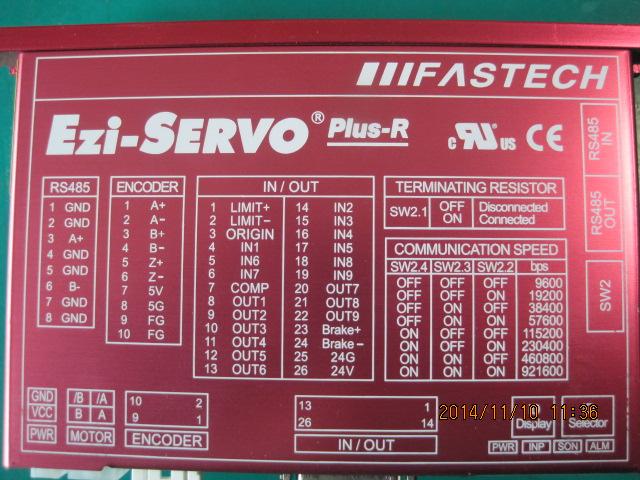 FASTECH
Ezi-SERVO® Plus-R
c RU US CE
RS485 IN
RS485 OUT
SW2
RS485
1 GND
2 GND
3 A+
4 GND
5 GND
6 B-
7 GND
8 GND
ENCODER
1 A+
2 A-
3 B+
4 B-
5 Z+
6 Z-
7 5V
8 5G
9 FG
10 FG
IN / OUT
1 LIMIT+ 14 IN2
2 LIMIT- 15 IN3
3 ORIGIN 16 IN4
4 IN1 17 IN5
5 IN6 18 IN8
6 IN7 19 IN9
7 COMP 20 OUT7
8 OUT1 21 OUT8
9 OUT2 22 OUT9
10 OUT3 23 Brake+
11 OUT4 24 Brake-
12 OUT5 25 24G
13 OUT6 26 24V
TERMINATING RESISTOR
SW2.1 OFF Disconnected
ON Connected
COMMUNICATION SPEED
SW2.4 SW2.3 SW2.2 bps
OFF OFF OFF 9600
OFF OFF ON 19200
OFF ON OFF 38400
OFF ON ON 57600
ON OFF OFF 115200
ON OFF ON 230400
ON ON OFF 460800
ON ON ON 921600
GND /B /A
VCC B A
PWR MOTOR
10 2
9 1
ENCODER
13 1
26 14
IN / OUT
2014/11/10 11:36
Display Selector
PWR INP SON ALM